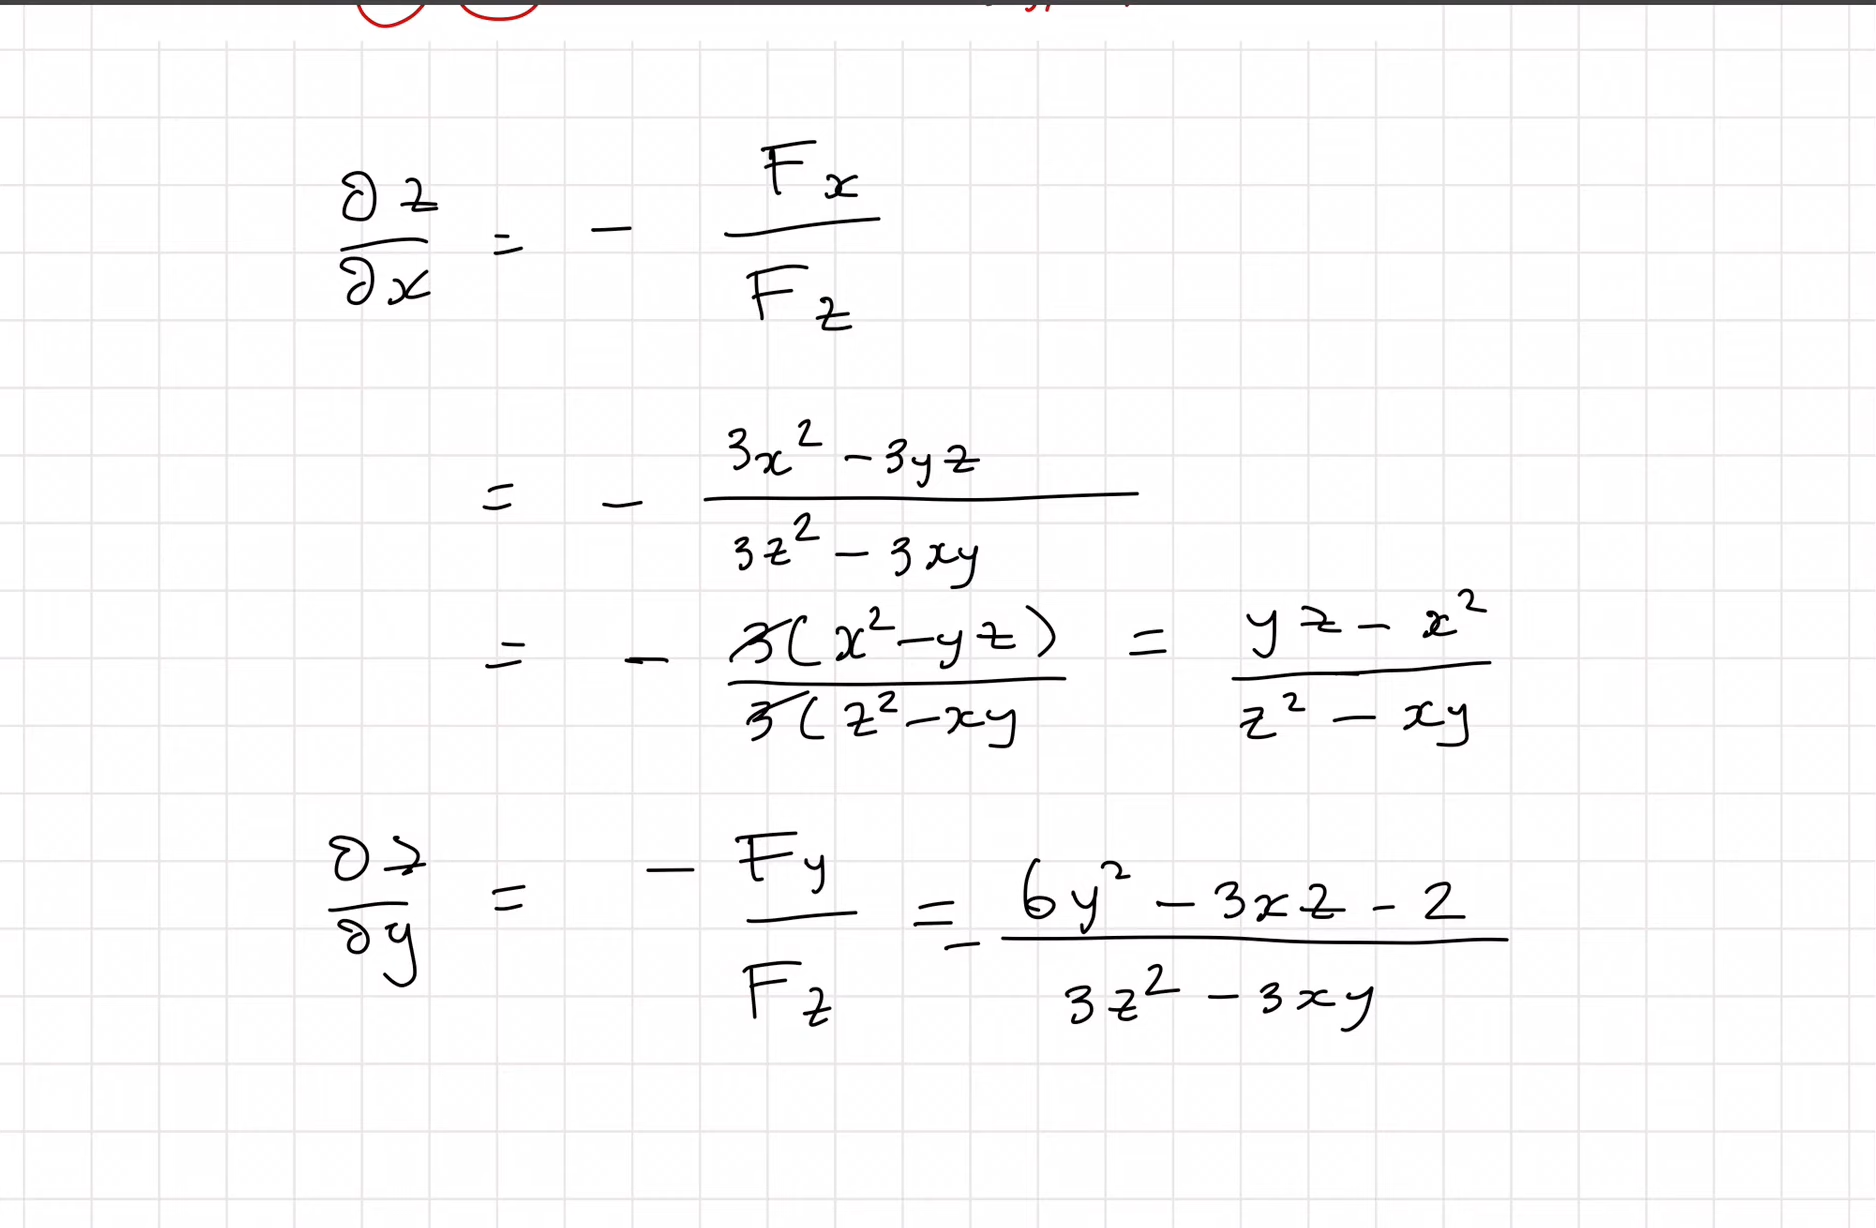 ∂z/∂x = - Fx/Fz
= - (3x² - 3yz)/(3z² - 3xy)
= - 3(x² - yz)/3(z² - xy = (yz - x²)/(z² - xy)
∂z/∂y = - Fy/Fz = - (6y² - 3xz - 2)/(3z² - 3xy)